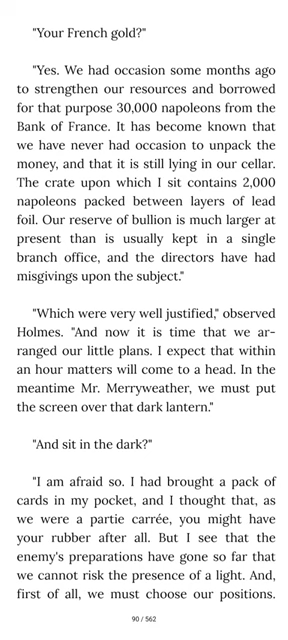 "Your French gold?"
"Yes. We had occasion some months ago
to strengthen our resources and borrowed
for that purpose 30,000 napoleons from the
Bank of France. It has become known that
we have never had occasion to unpack the
money, and that it is still lying in our cellar.
The crate upon which I sit contains 2,000
napoleons packed between layers of lead
foil. Our reserve of bullion is much larger at
present than is usually kept in a single
branch office, and the directors have had
misgivings upon the subject."
"Which were very well justified," observed
Holmes. "And now it is time that we ar-
ranged our little plans. I expect that within
an hour matters will come to a head. In the
meantime Mr. Merryweather, we must put
the screen over that dark lantern."
"And sit in the dark?"
"I am afraid so. I had brought a pack of
cards in my pocket, and I thought that, as
we were a partie carrée, you might have
your rubber after all. But I see that the
enemy's preparations have gone so far that
we cannot risk the presence of a light. And,
first of all, we must choose our positions.
90 / 562